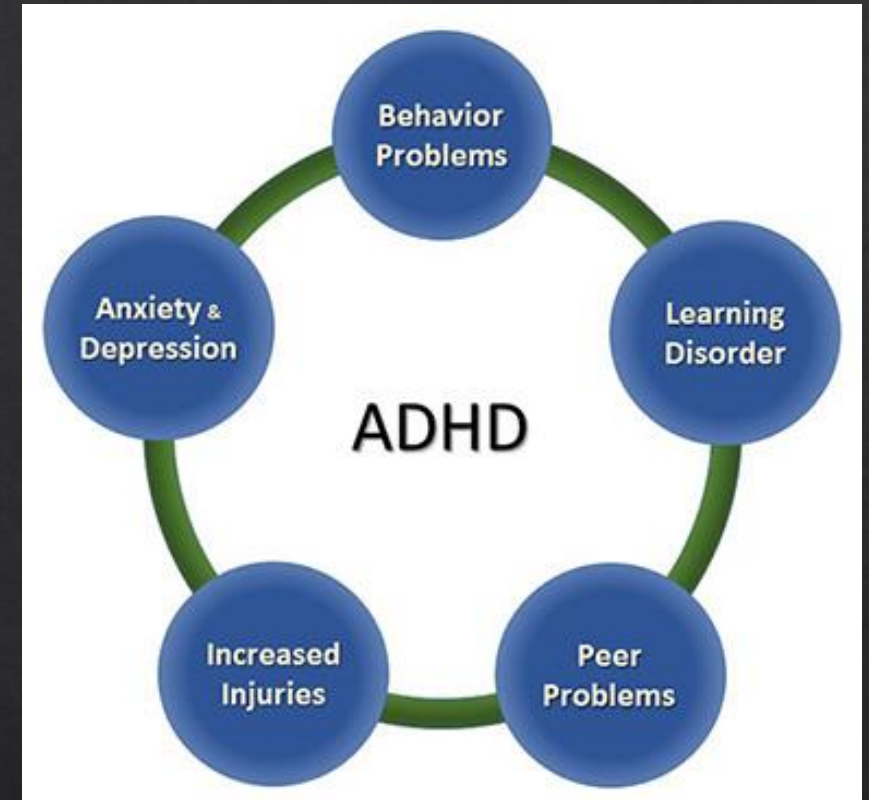 Behavior
Problems
Anxiety &
Depression
Learning
Disorder
ADHD
Increased
Injuries
Peer
Problems